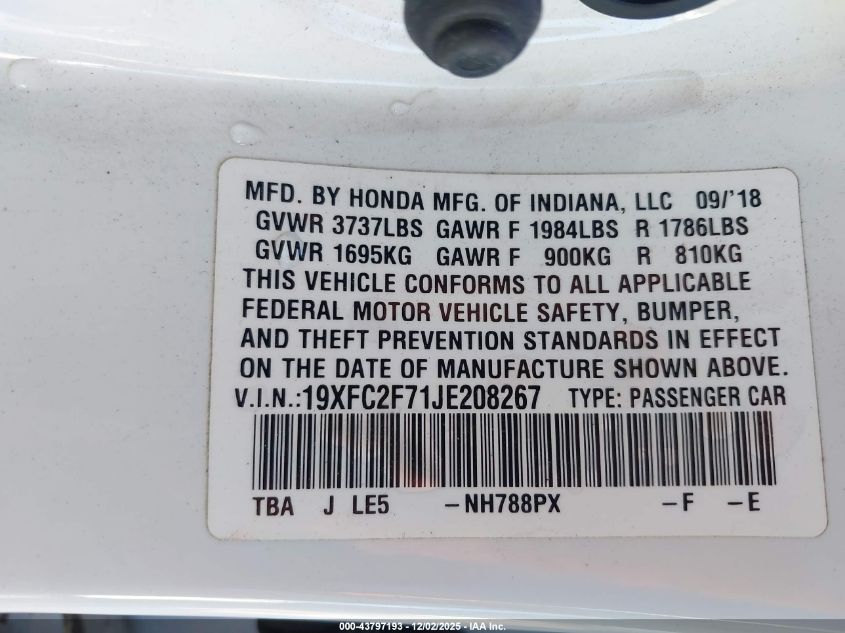 MFD. BY HONDA MFG. OF INDIANA, LLC 09/'18
GVWR 3737LBS GAWR F 1984LBS R 1786LBS
GVWR 1695KG GAWR F 900KG R 810KG
THIS VEHICLE CONFORMS TO ALL APPLICABLE
FEDERAL MOTOR VEHICLE SAFETY, BUMPER,
AND THEFT PREVENTION STANDARDS IN EFFECT
ON THE DATE OF MANUFACTURE SHOWN ABOVE.
V.I.N.:19XFC2F71JE208267 TYPE: PASSENGER CAR
TBA J LE5 –NH788PX –F –E
000-43797193 - 12/02/2025 - IAA Inc.